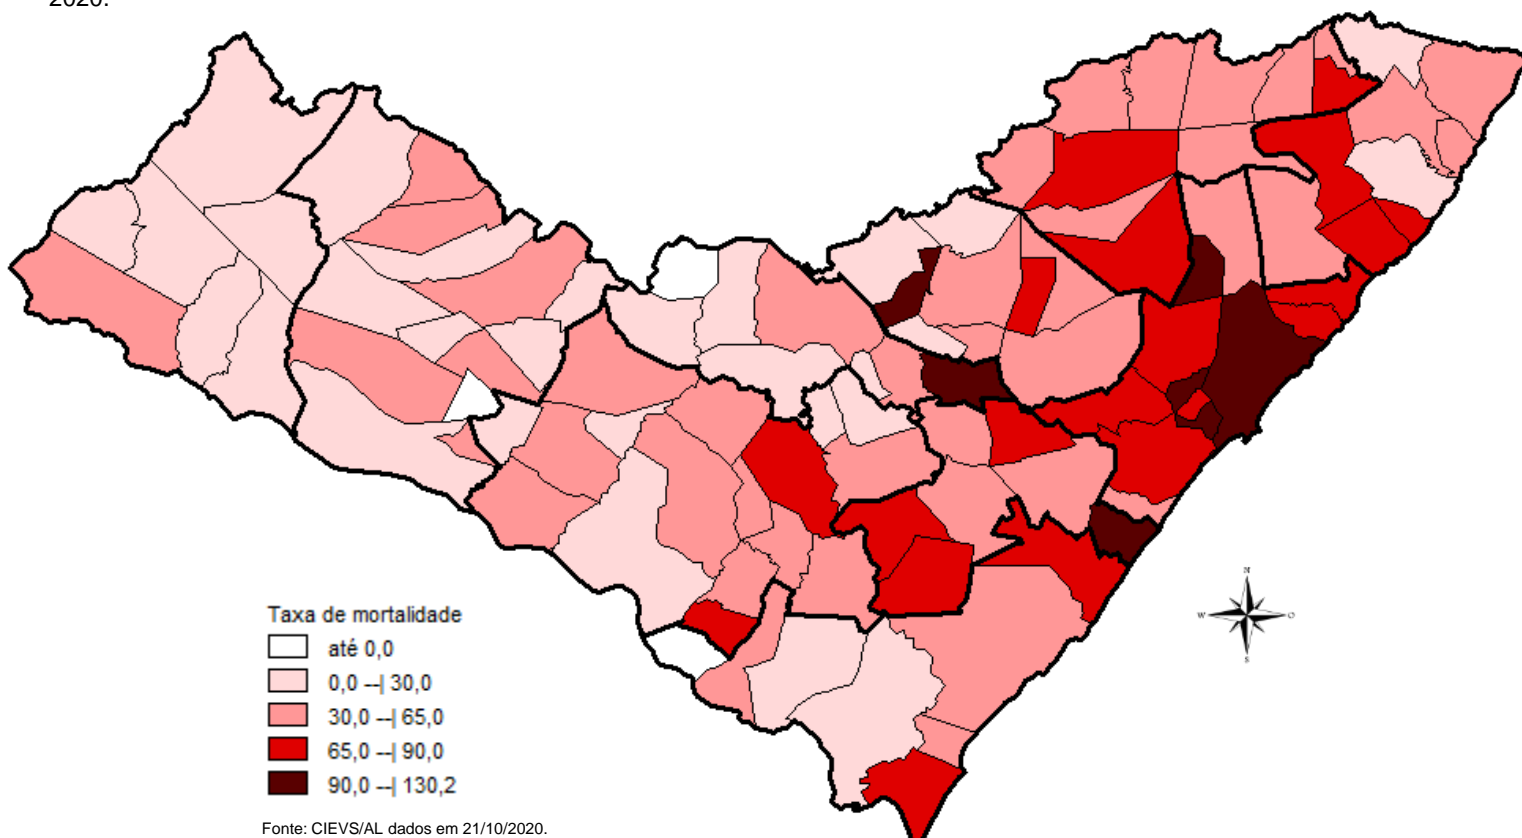 2020.
N
W
O
S
Taxa de mortalidade
até 0,0
0,0 --| 30,0
30,0 --| 65,0
65,0 --| 90,0
90,0 --| 130,2
Fonte: CIEVS/AL dados em 21/10/2020.